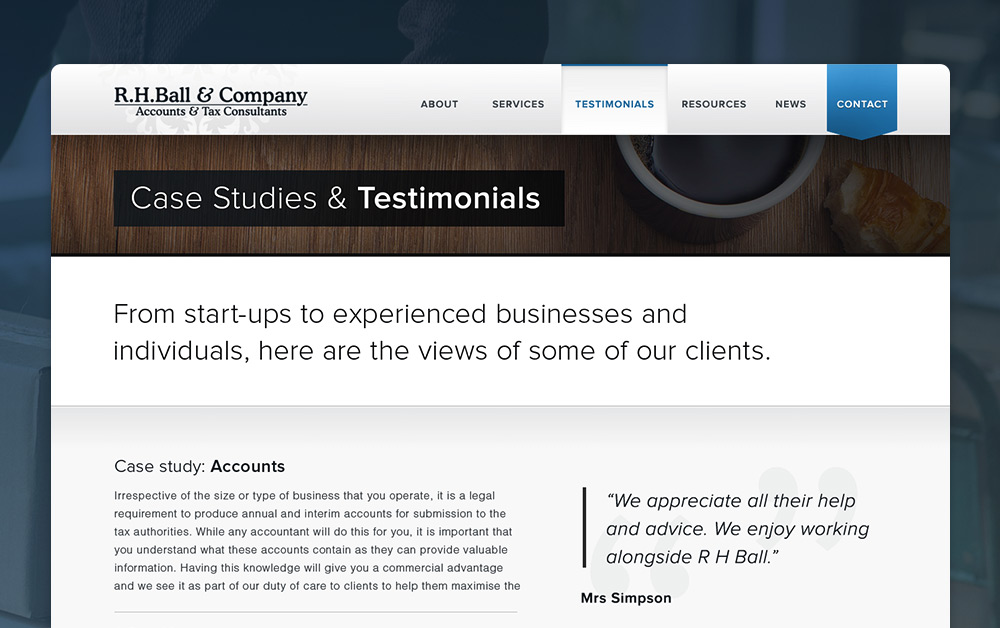 R.H.Ball & Company
Accounts & Tax Consultants
ABOUT
SERVICES
TESTIMONIALS
RESOURCES
NEWS
CONTACT
Case Studies & Testimonials
From start-ups to experienced businesses and
individuals, here are the views of some of our clients.
Case study: Accounts
Irrespective of the size or type of business that you operate, it is a legal
requirement to produce annual and interim accounts for submission to the
tax authorities. While any accountant will do this for you, it is important that
you understand what these accounts contain as they can provide valuable
information. Having this knowledge will give you a commercial advantage
and we see it as part of our duty of care to clients to help them maximise the
“We appreciate all their help
and advice. We enjoy working
alongside R H Ball.”
Mrs Simpson